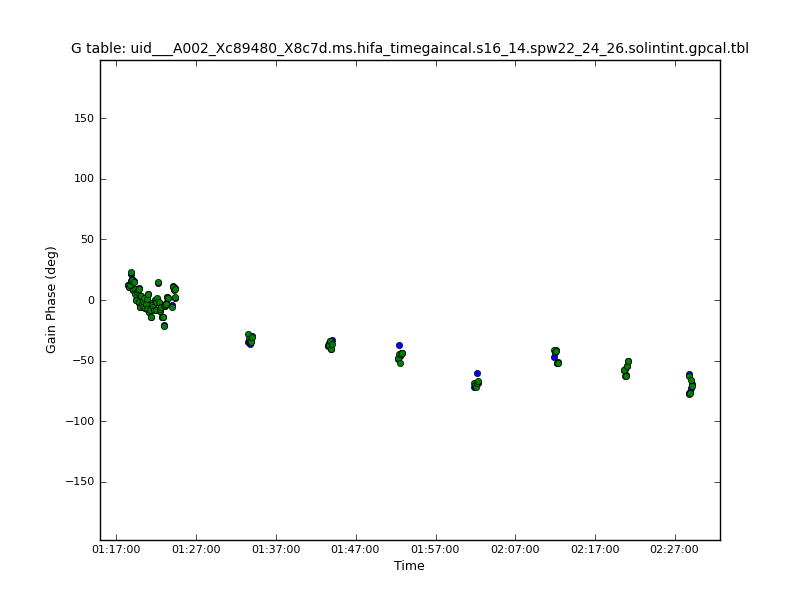 G table: uid___A002_Xc89480_X8c7d.ms.hifa_timegaincal.s16_14.spw22_24_26.solintint.gpcal.tbl
150
100
50
0
−50
−100
−150
Gain Phase (deg)
01:17:00 01:27:00 01:37:00 01:47:00 01:57:00 02:07:00 02:17:00 02:27:00
Time